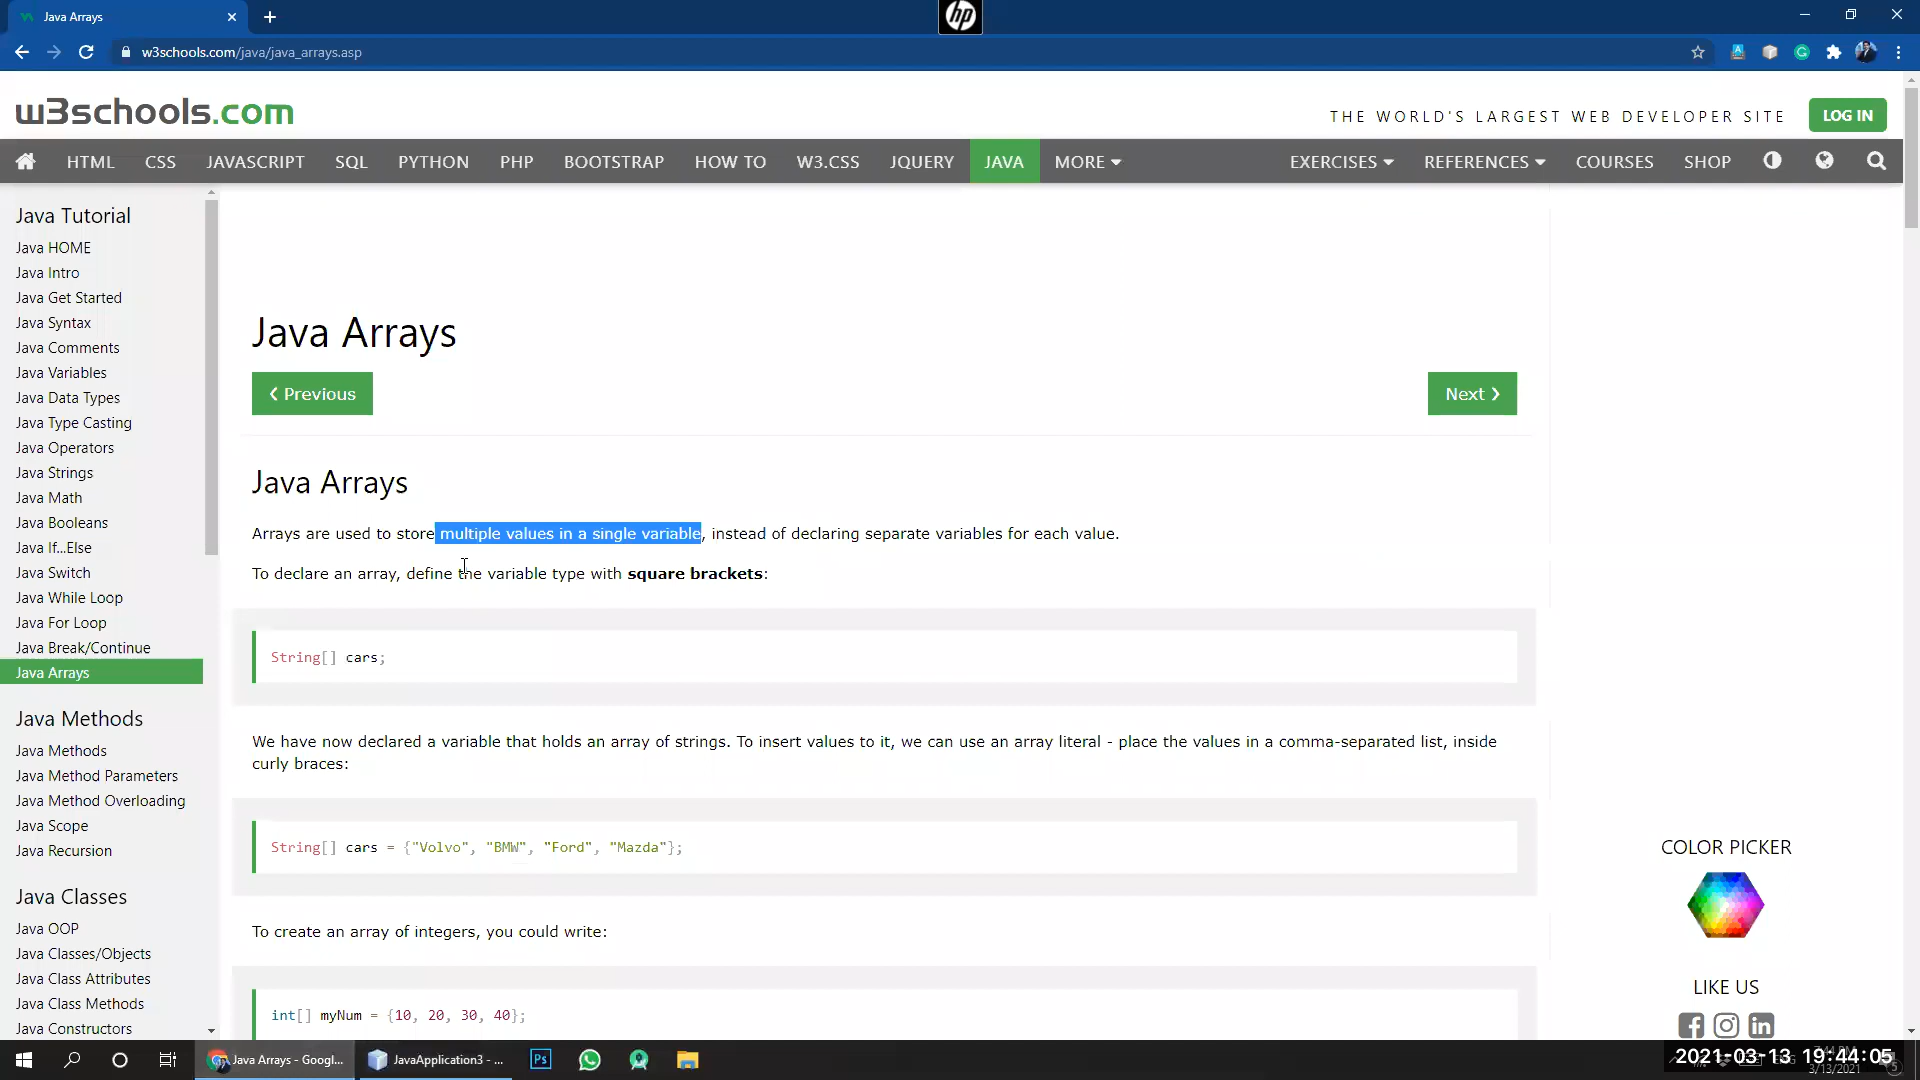 Java Arrays
hp
w3schools.com/java/java_arrays.asp
w3schools.com
THE WORLD'S LARGEST WEB DEVELOPER SITE
LOG IN
HTML CSS JAVASCRIPT SQL PYTHON PHP BOOTSTRAP HOW TO W3.CSS JQUERY JAVA MORE EXERCISES REFERENCES COURSES SHOP
Java Tutorial
Java HOME
Java Intro
Java Get Started
Java Syntax
Java Comments
Java Variables
Java Data Types
Java Type Casting
Java Operators
Java Strings
Java Math
Java Booleans
Java If...Else
Java Switch
Java While Loop
Java For Loop
Java Break/Continue
Java Arrays
Java Methods
Java Methods
Java Method Parameters
Java Method Overloading
Java Scope
Java Recursion
Java Classes
Java OOP
Java Classes/Objects
Java Class Attributes
Java Class Methods
Java Constructors
Java Arrays
❮ Previous
Next ❯
Java Arrays
Arrays are used to store multiple values in a single variable, instead of declaring separate variables for each value.
To declare an array, define the variable type with square brackets:
String[] cars;
We have now declared a variable that holds an array of strings. To insert values to it, we can use an array literal - place the values in a comma-separated list, inside
curly braces:
String[] cars = {"Volvo", "BMW", "Ford", "Mazda"};
To create an array of integers, you could write:
int[] myNum = {10, 20, 30, 40};
COLOR PICKER
LIKE US
Java Arrays - Googl...
JavaApplication3 - ...
Ps
2021-03-13 19:44:05
3/13/2021